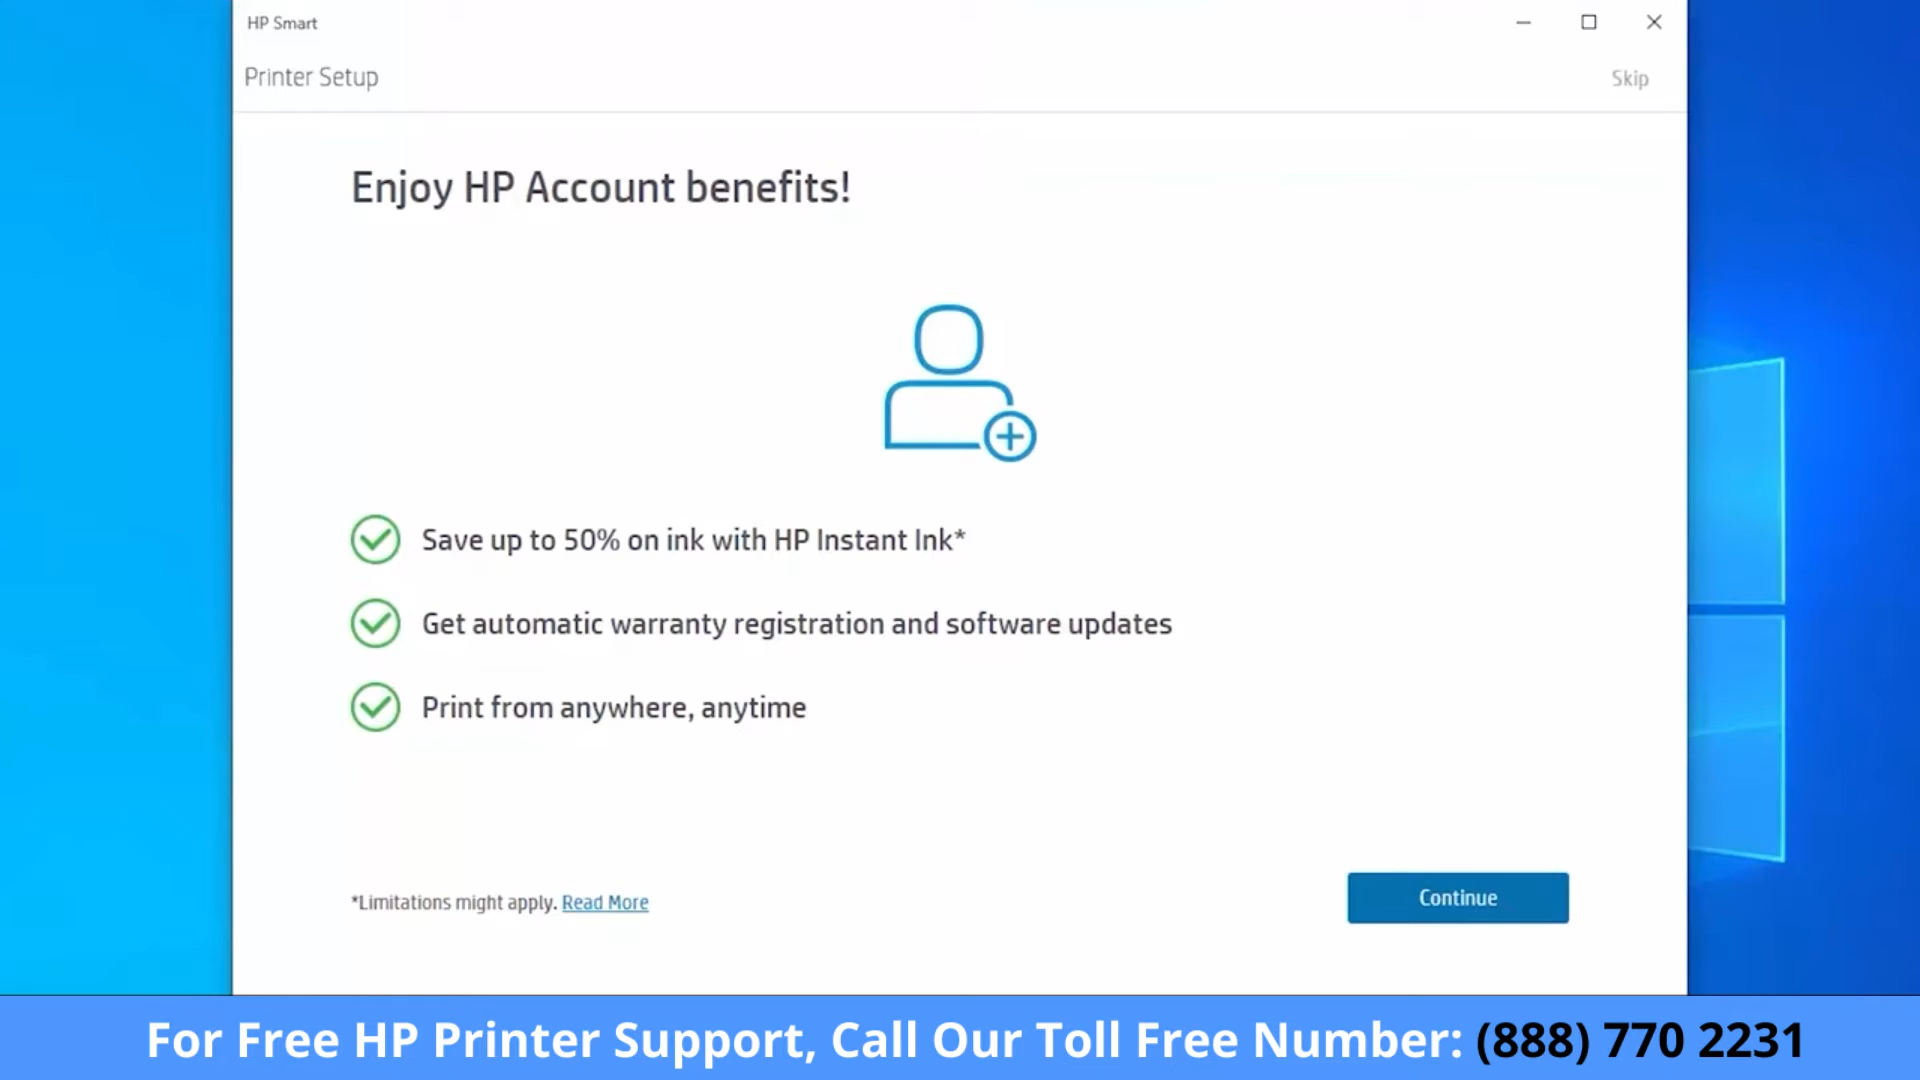 HP Smart
Printer Setup
Skip
Enjoy HP Account benefits!
Save up to 50% on ink with HP Instant Ink*
Get automatic warranty registration and software updates
Print from anywhere, anytime
*Limitations might apply. Read More
Continue
For Free HP Printer Support, Call Our Toll Free Number: (888) 770 2231